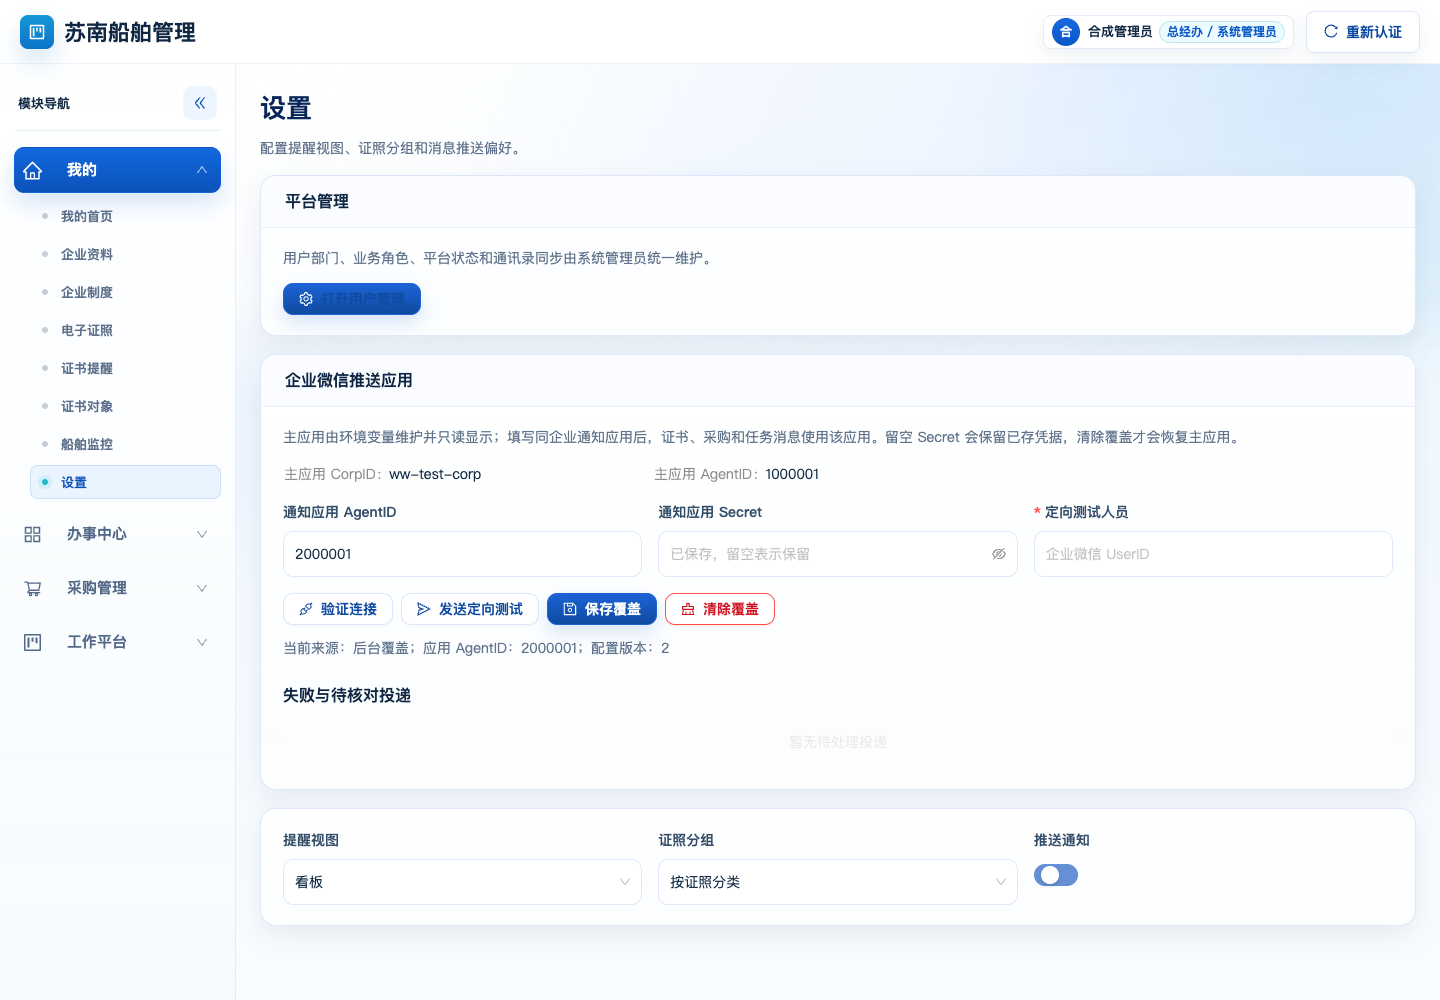 苏南船舶管理
合 合成管理员 总经办 / 系统管理员
重新认证
模块导航
我的
我的首页
企业资料
企业制度
电子证照
证书提醒
证书对象
船舶监控
设置
办事中心
采购管理
工作平台
设置
配置提醒视图、证照分组和消息推送偏好。
平台管理
用户部门、业务角色、平台状态和通讯录同步由系统管理员统一维护。
打开用户管理
企业微信推送应用
主应用由环境变量维护并只读显示；填写同企业通知应用后，证书、采购和任务消息使用该应用。留空 Secret 会保留已存凭据，清除覆盖才会恢复主应用。
主应用 CorpID：ww-test-corp 主应用 AgentID：1000001
通知应用 AgentID 通知应用 Secret * 定向测试人员
2000001 已保存，留空表示保留 企业微信 UserID
验证连接 发送定向测试 保存覆盖 清除覆盖
当前来源：后台覆盖；应用 AgentID：2000001；配置版本：2
失败与待核对投递
暂无待处理投递
提醒视图 证照分组 推送通知
看板 按证照分类